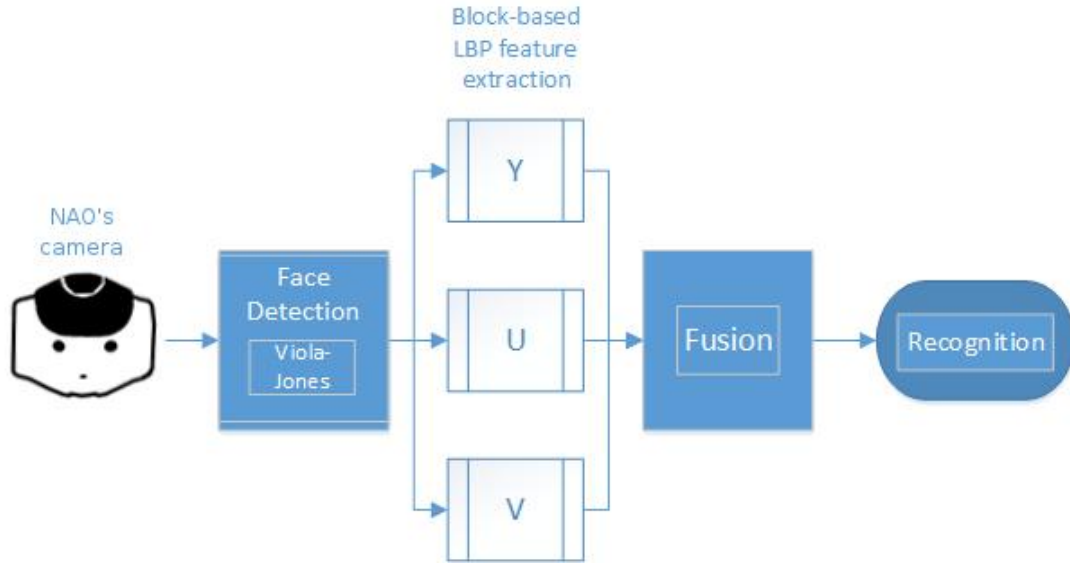 Block-based
LBP feature
extraction
Y
NAO's
camera
Face
Detection
Viola-
Jones
U
Fusion
Recognition
V